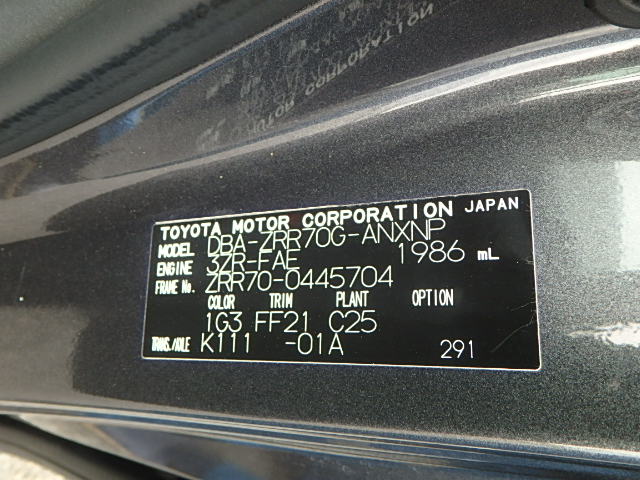 TOYOTA MOTOR CORPORATION JAPAN
MODEL DBA-ZRR70G-ANXNP
ENGINE 3ZR-FAE 1986 mL
FRAME No. ZRR70-0445704
COLOR TRIM PLANT OPTION
1G3 FF21 C25
TRANS./AXLE K111 -01A 291